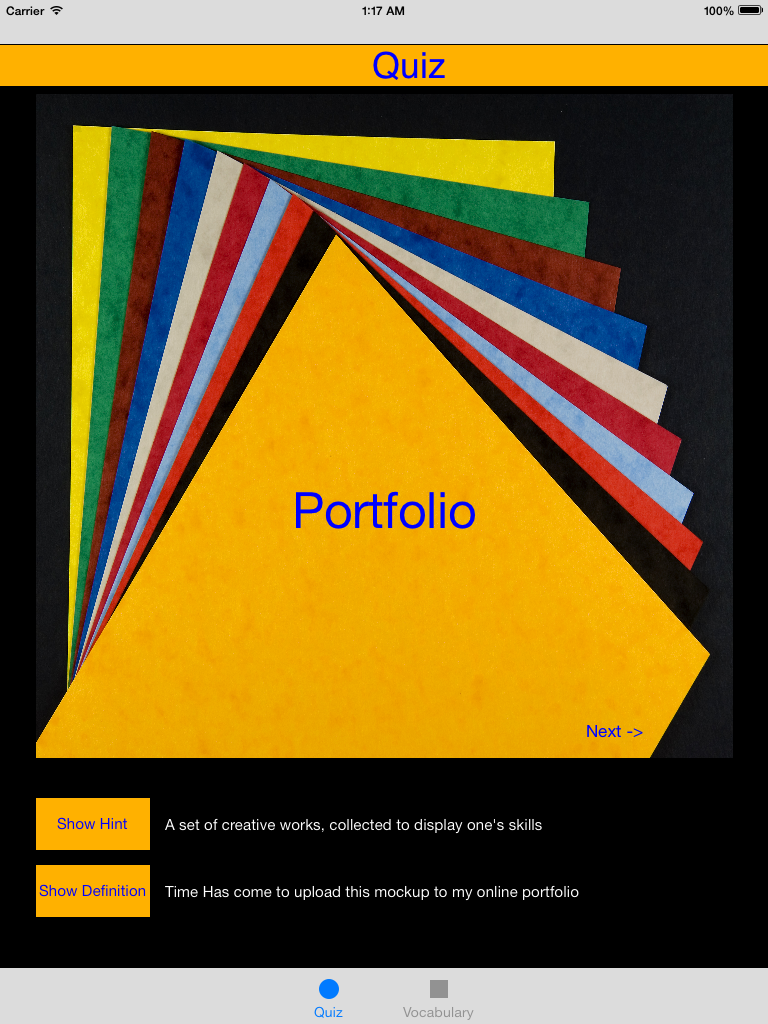 Carrier 1:17 AM 100%
Quiz
Portfolio
Next ->
Show Hint A set of creative works, collected to display one's skills
Show Definition Time Has come to upload this mockup to my online portfolio
Quiz Vocabulary